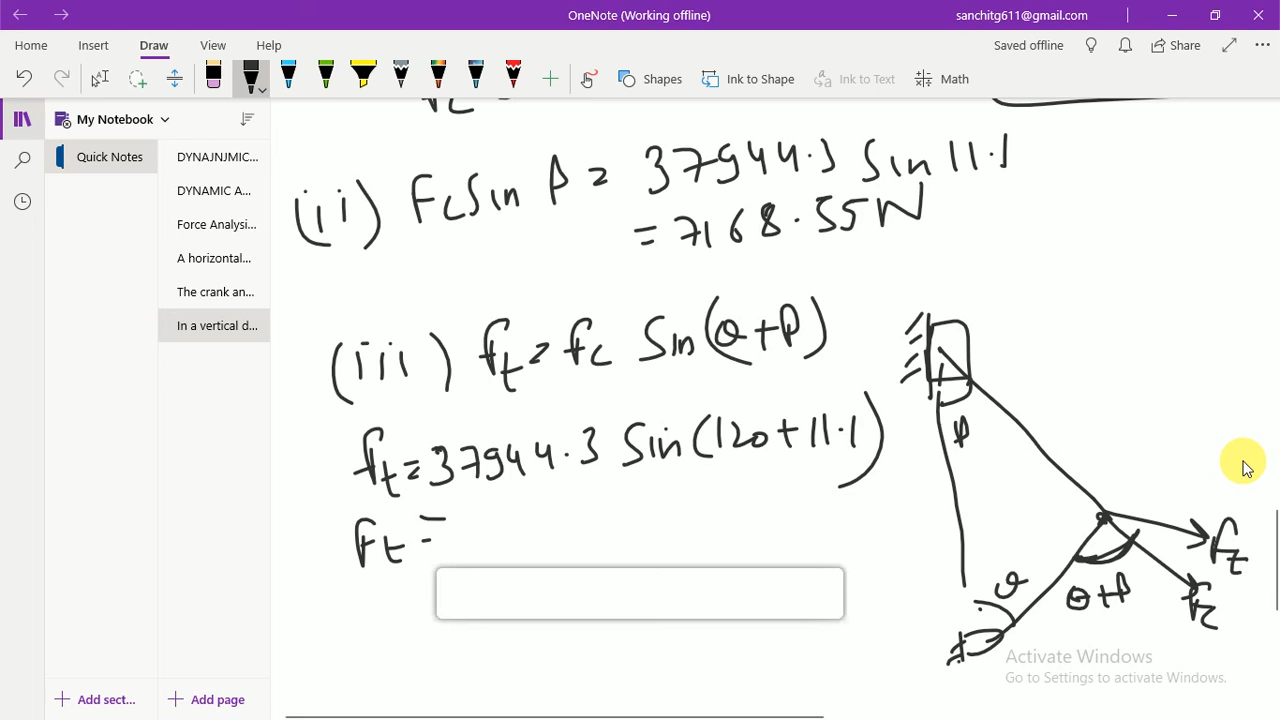 OneNote (Working offline)
sanchitg611@gmail.com
Home Insert Draw View Help
Saved offline
Share
Shapes
Ink to Shape
Ink to Text
Math
My Notebook
Quick Notes
DYNAJNJMIC...
DYNAMIC A...
Force Analysi...
A horizontal...
The crank an...
In a vertical d...
(ii) Fc Sin β = 37944.3 Sin 11.1
= 7168.55 N
(iii) ft = fc Sin (θ+β)
ft = 37944.3 Sin (120+11.1)
Ft =
β
θ
θ+β
ft
fc
Activate Windows
Go to Settings to activate Windows.
Add sect...
Add page